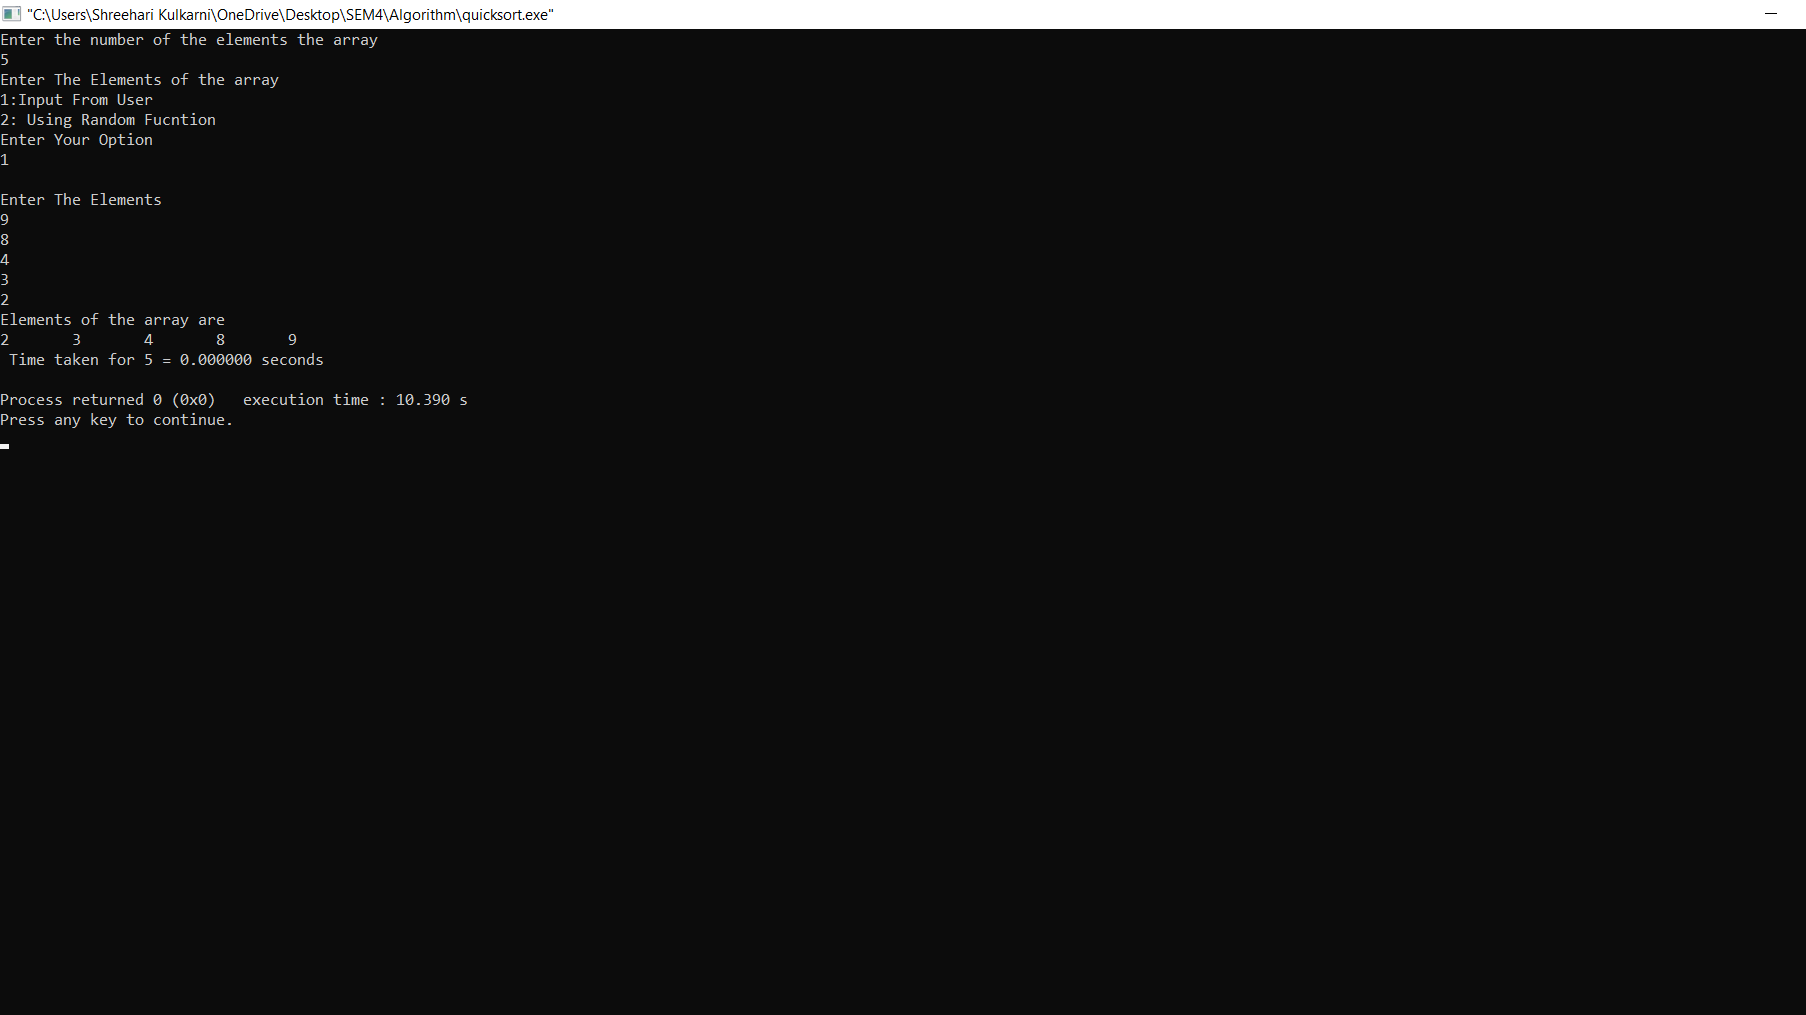 "C:\Users\Shreehari Kulkarni\OneDrive\Desktop\SEM4\Algorithm\quicksort.exe"
Enter the number of the elements the array
5
Enter The Elements of the array
1:Input From User
2: Using Random Fucntion
Enter Your Option
1
Enter The Elements
9
8
4
3
2
Elements of the array are
2 3 4 8 9
Time taken for 5 = 0.000000 seconds
Process returned 0 (0x0) execution time : 10.390 s
Press any key to continue.